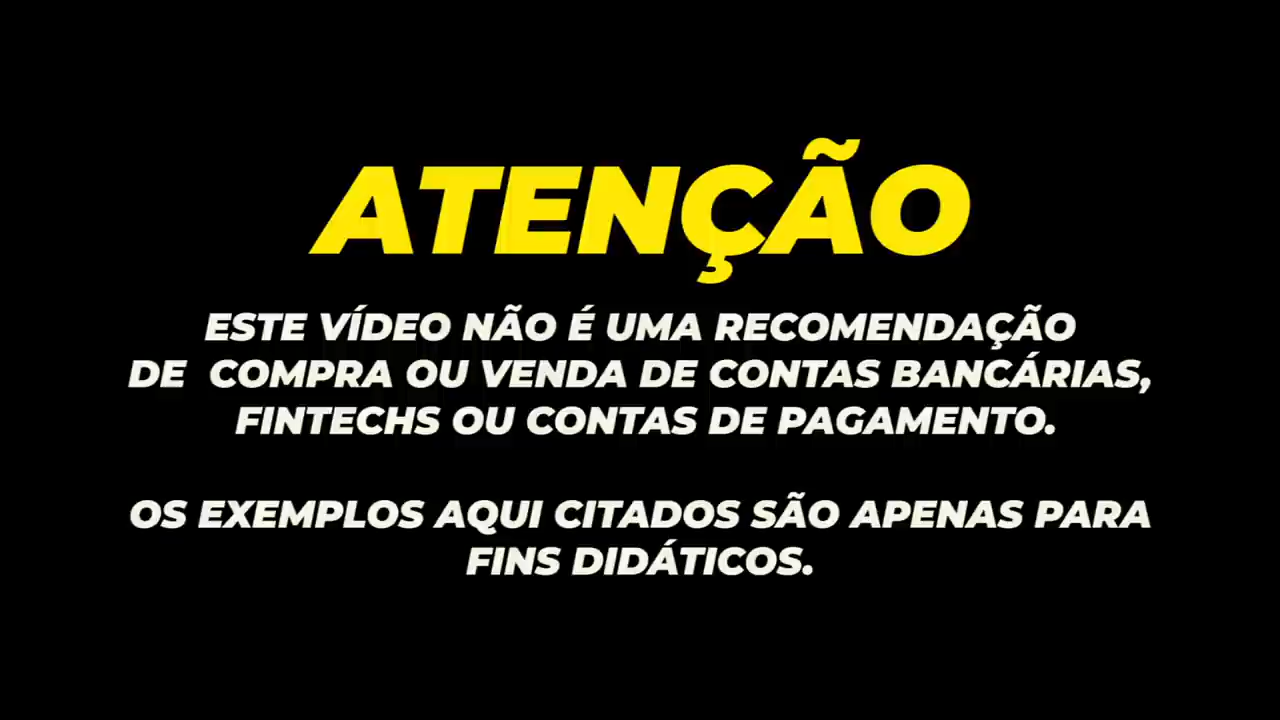 ATENÇÃO
ESTE VÍDEO NÃO É UMA RECOMENDAÇÃO
DE COMPRA OU VENDA DE CONTAS BANCÁRIAS,
FINTECHS OU CONTAS DE PAGAMENTO.
OS EXEMPLOS AQUI CITADOS SÃO APENAS PARA
FINS DIDÁTICOS.